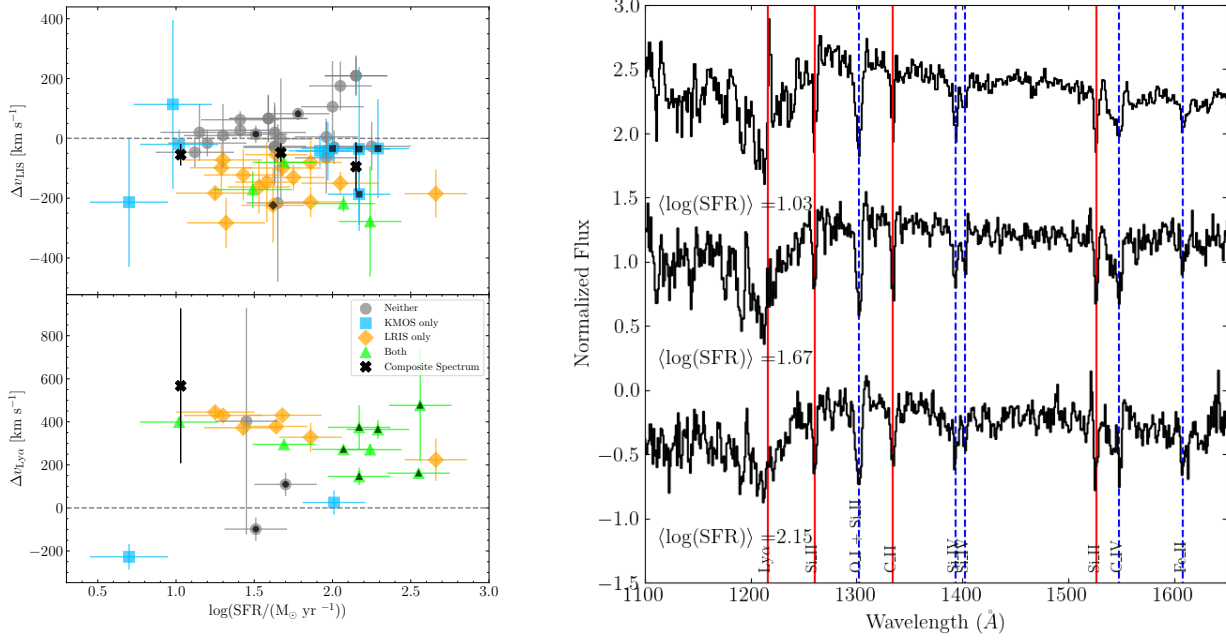 400
200
0
−200
−400
Δv_LIS [km s⁻¹]
800
600
400
200
0
−200
Δv_Lyα [km s⁻¹]
Neither
KMOS only
LRIS only
Both
Composite Spectrum
0.5 1.0 1.5 2.0 2.5 3.0
log(SFR/(M⊙ yr ⁻¹))
3.0
2.5
2.0
1.5
1.0
0.5
0.0
−0.5
−1.0
−1.5
Normalized Flux
⟨log(SFR)⟩ =1.03
⟨log(SFR)⟩ =1.67
⟨log(SFR)⟩ =2.15
Lyα
Si II
O I + Si II
C II
Si IV
Si IV
Si II
C IV
Fe II
1100 1200 1300 1400 1500 1600
Wavelength (Å)